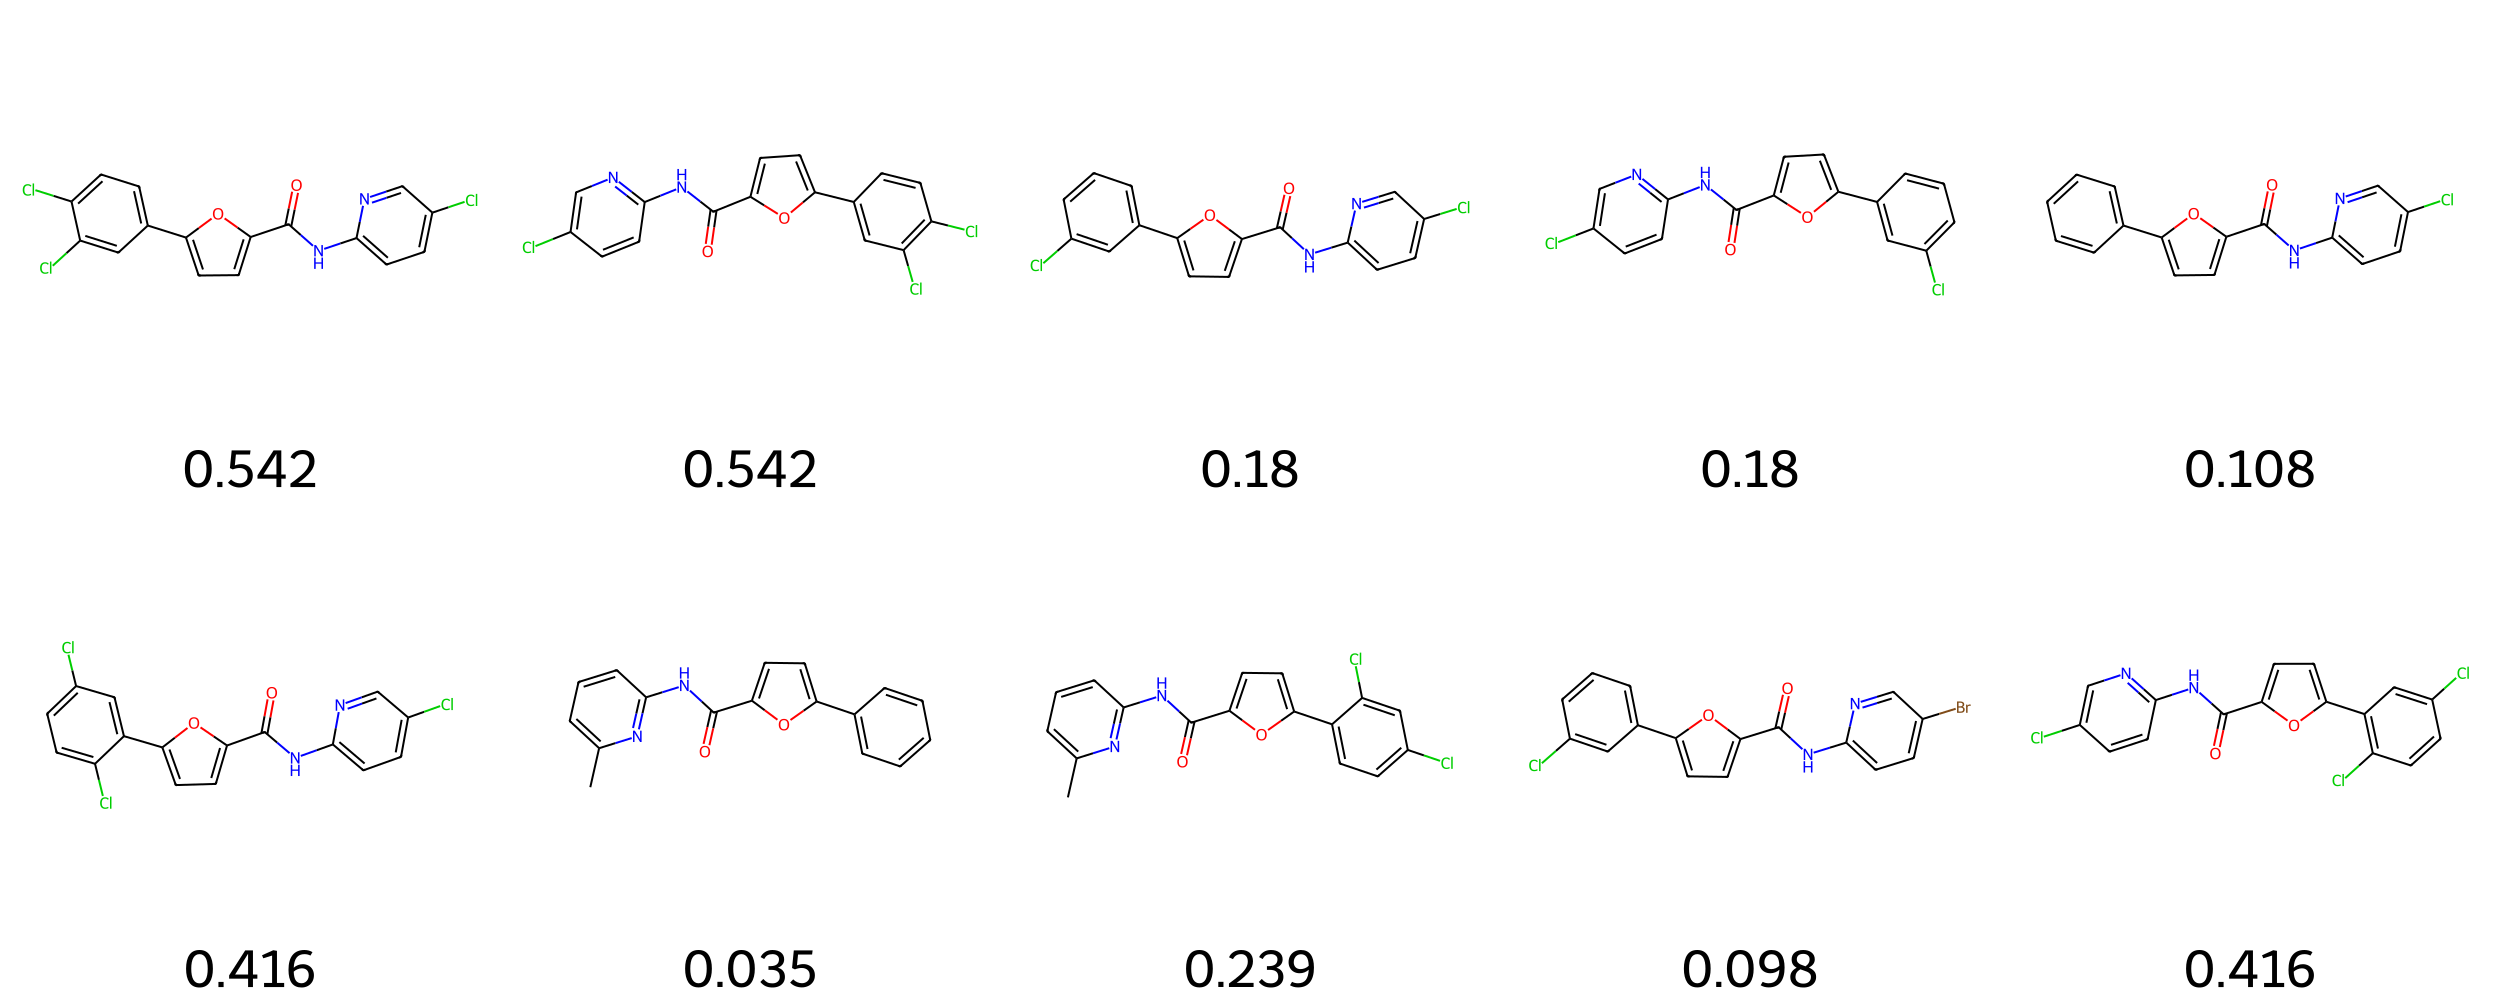 Cl Cl O O N H N Cl
Cl N N H O O Cl Cl
Cl O O N H N Cl
Cl N N H O O Cl
O O N H N Cl
0.542 0.542 0.18 0.18 0.108
Cl Cl O O N H N Cl
N N H O O
N N H O O Cl Cl
Cl O O N H N Br
Cl N N H O O Cl Cl
0.416 0.035 0.239 0.098 0.416